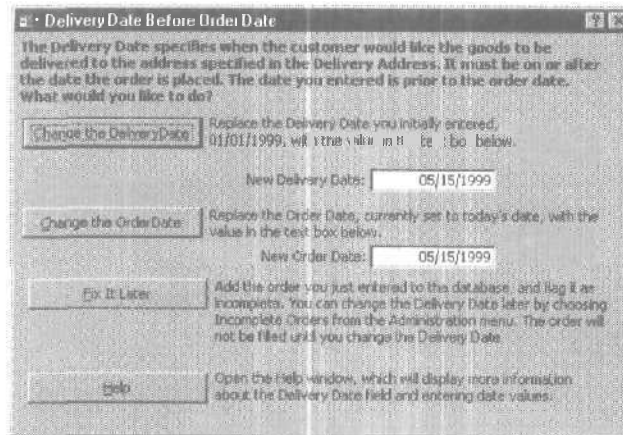 Delivery Date Before Order Date
The Delivery Date specifies when the customer would like the goods to be
delivered to the address specified in the Delivery Address. It must be on or after
the date the order is placed. The date you entered is prior to the order date.
What would you like to do?
Change the Delivery Date
Replace the Delivery Date you initially entered,
01/01/1999, with the value in the below.
New Delivery Date: 05/15/1999
Change the Order Date
Replace the Order Date, currently set to today's date, with the
value in the text box below.
New Order Date: 05/15/1999
Fix It Later
Add the order you just entered to the database, and flag it as
incomplete. You can change the Delivery Date later by choosing
Incomplete Orders from the Administration menu. The order will
not be filled until you change the Delivery Date
Help
Open the Help window, which will display more information
about the Delivery Date field and entering date values.